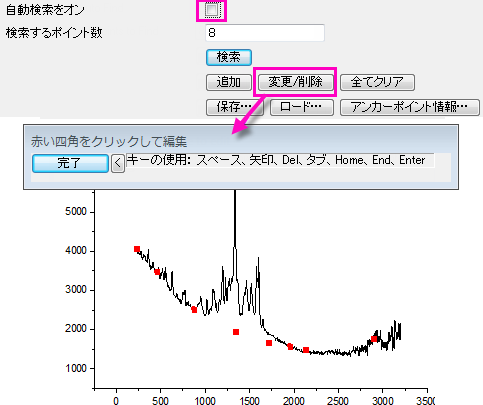 自動検索をオン
検索するポイント数 8
検索
追加 変更/削除 全てクリア
保存… ロード… アンカーポイント情報…
赤い四角をクリックして編集
完了 < キーの使用: スペース、矢印、Del、タブ、Home、End、Enter
5000
4000
3000
2000
1000
0 500 1000 1500 2000 2500 3000 3500